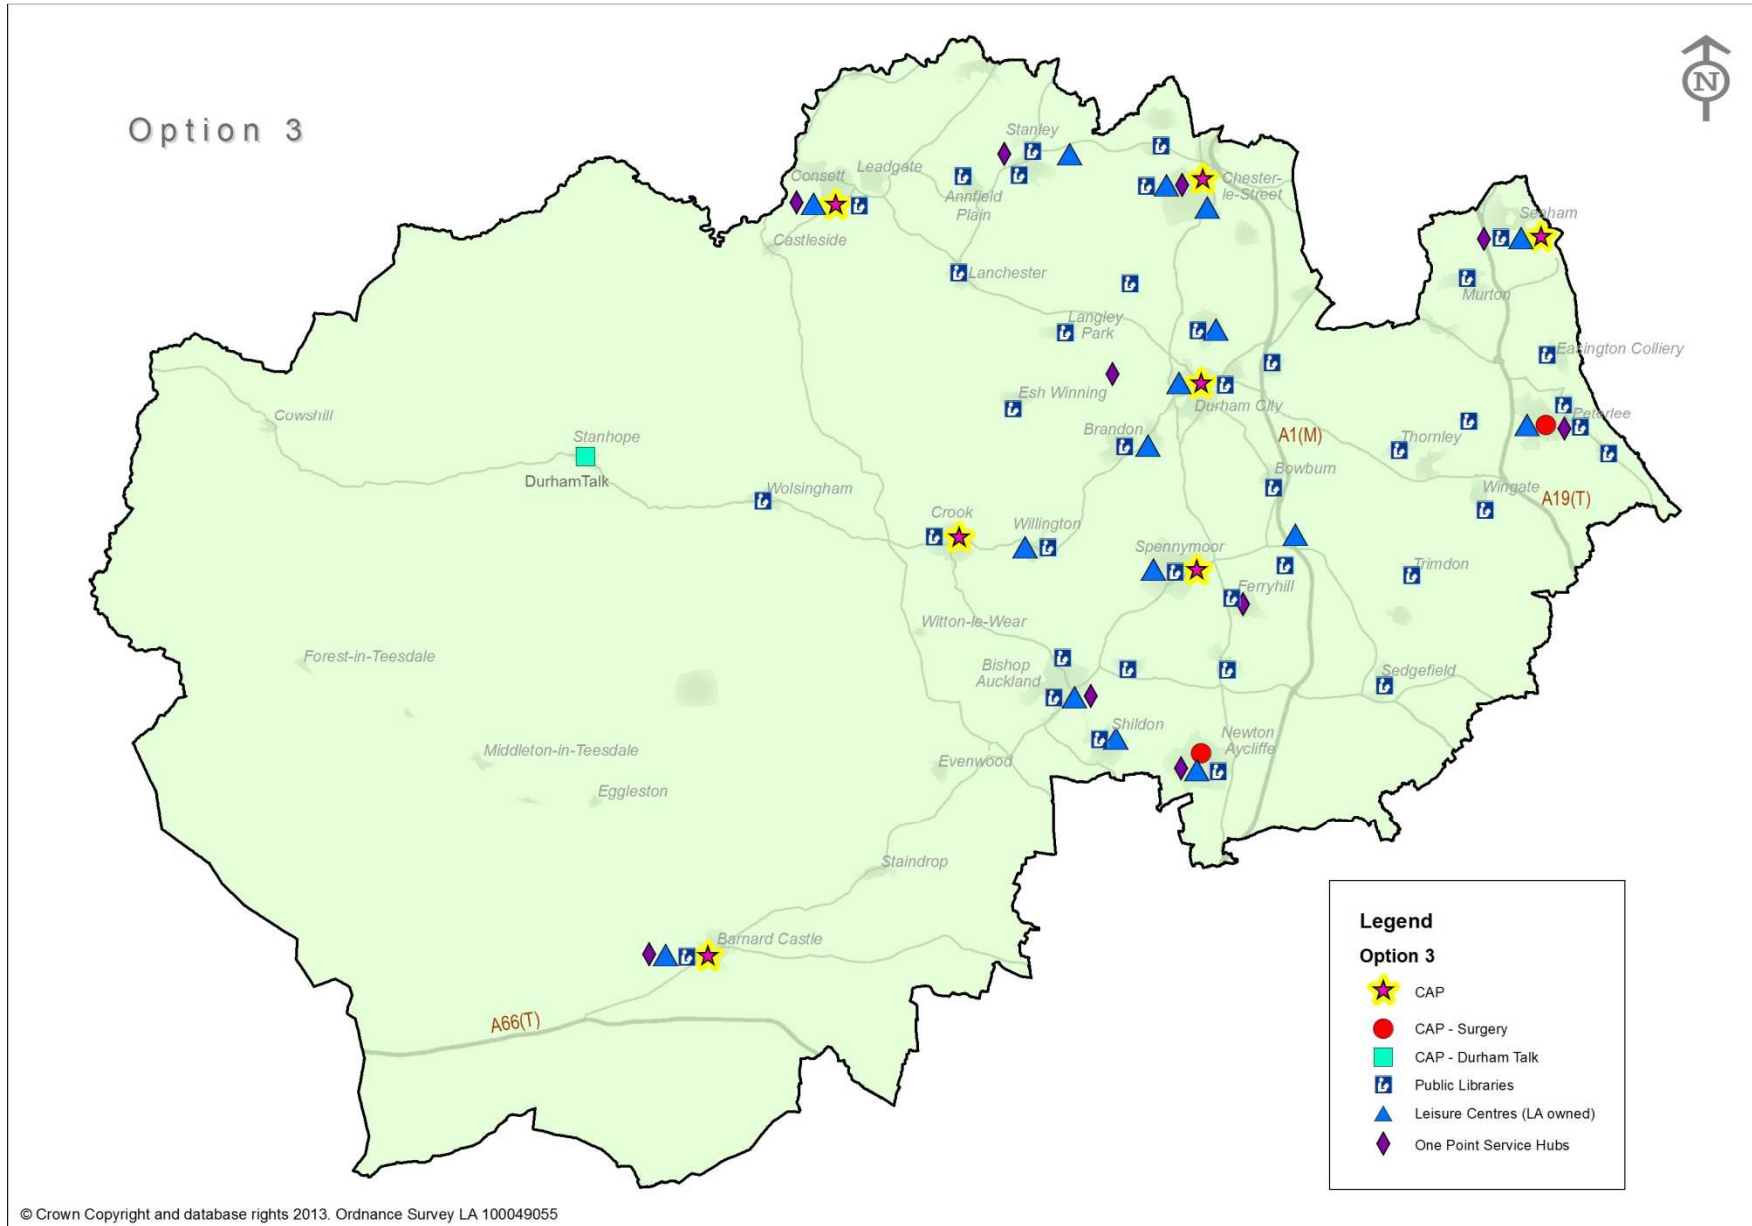 Option 3
N
Stanley
Leadgate
Consett
Annfield
Plain
Chester-
le-Street
Seaham
Castleside
Lanchester
Murton
Langley
Park
Easington Colliery
Esh Winning
Durham City
Cowshill
Stanhope
DurhamTalk
Brandon
A1(M)
Thornley
Peterlee
Bowburn
Wolsingham
Wingate
A19(T)
Crook
Willington
Spennymoor
Trimdon
Ferryhill
Witton-le-Wear
Forest-in-Teesdale
Bishop
Auckland
Sedgefield
Shildon
Newton
Aycliffe
Middleton-in-Teesdale
Evenwood
Eggleston
Staindrop
Barnard Castle
A66(T)
Legend
Option 3
CAP
CAP - Surgery
CAP - Durham Talk
Public Libraries
Leisure Centres (LA owned)
One Point Service Hubs
© Crown Copyright and database rights 2013. Ordnance Survey LA 100049055